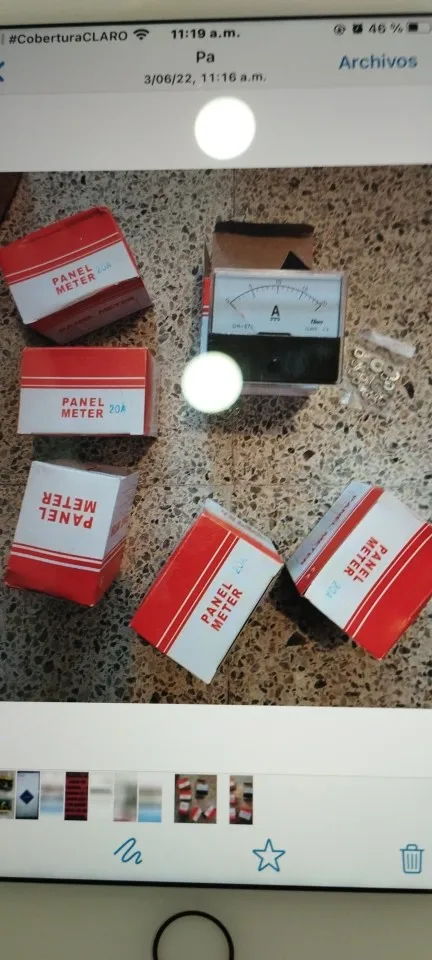 #CoberturaCLARO
11:19 a.m.
46 %
Pa
3/06/22, 11:16 a.m.
Archivos
PANEL
METER
20A
PANEL
METER
20A
PANEL
METER
PANEL
METER
20A
PANEL
METER
20A
A